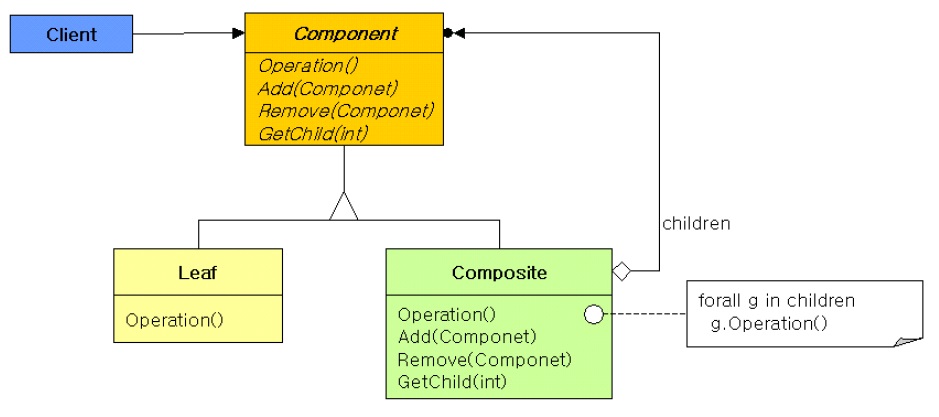 Client
Component
Operation()
Add(Componet)
Remove(Componet)
GetChild(int)
children
Leaf
Operation()
Composite
Operation()
Add(Componet)
Remove(Componet)
GetChild(int)
forall g in children
g.Operation()